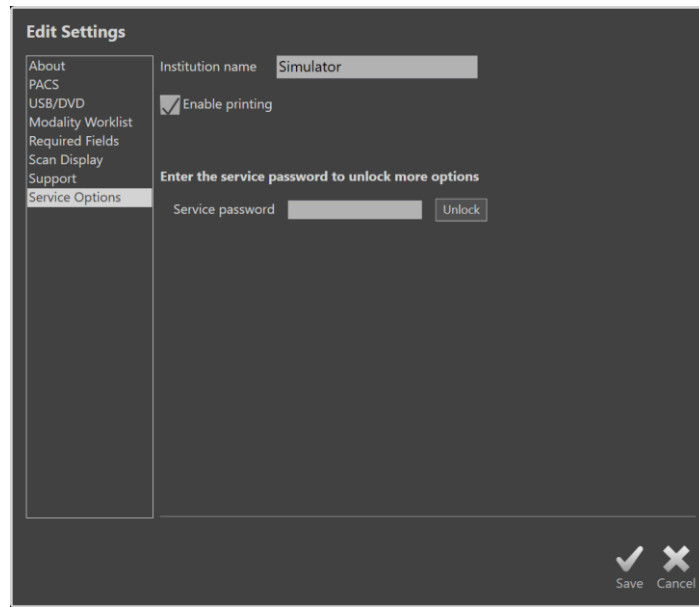 Edit Settings
About
PACS
USB/DVD
Modality Worklist
Required Fields
Scan Display
Support
Service Options
Institution name Simulator
Enable printing
Enter the service password to unlock more options
Service password Unlock
Save Cancel